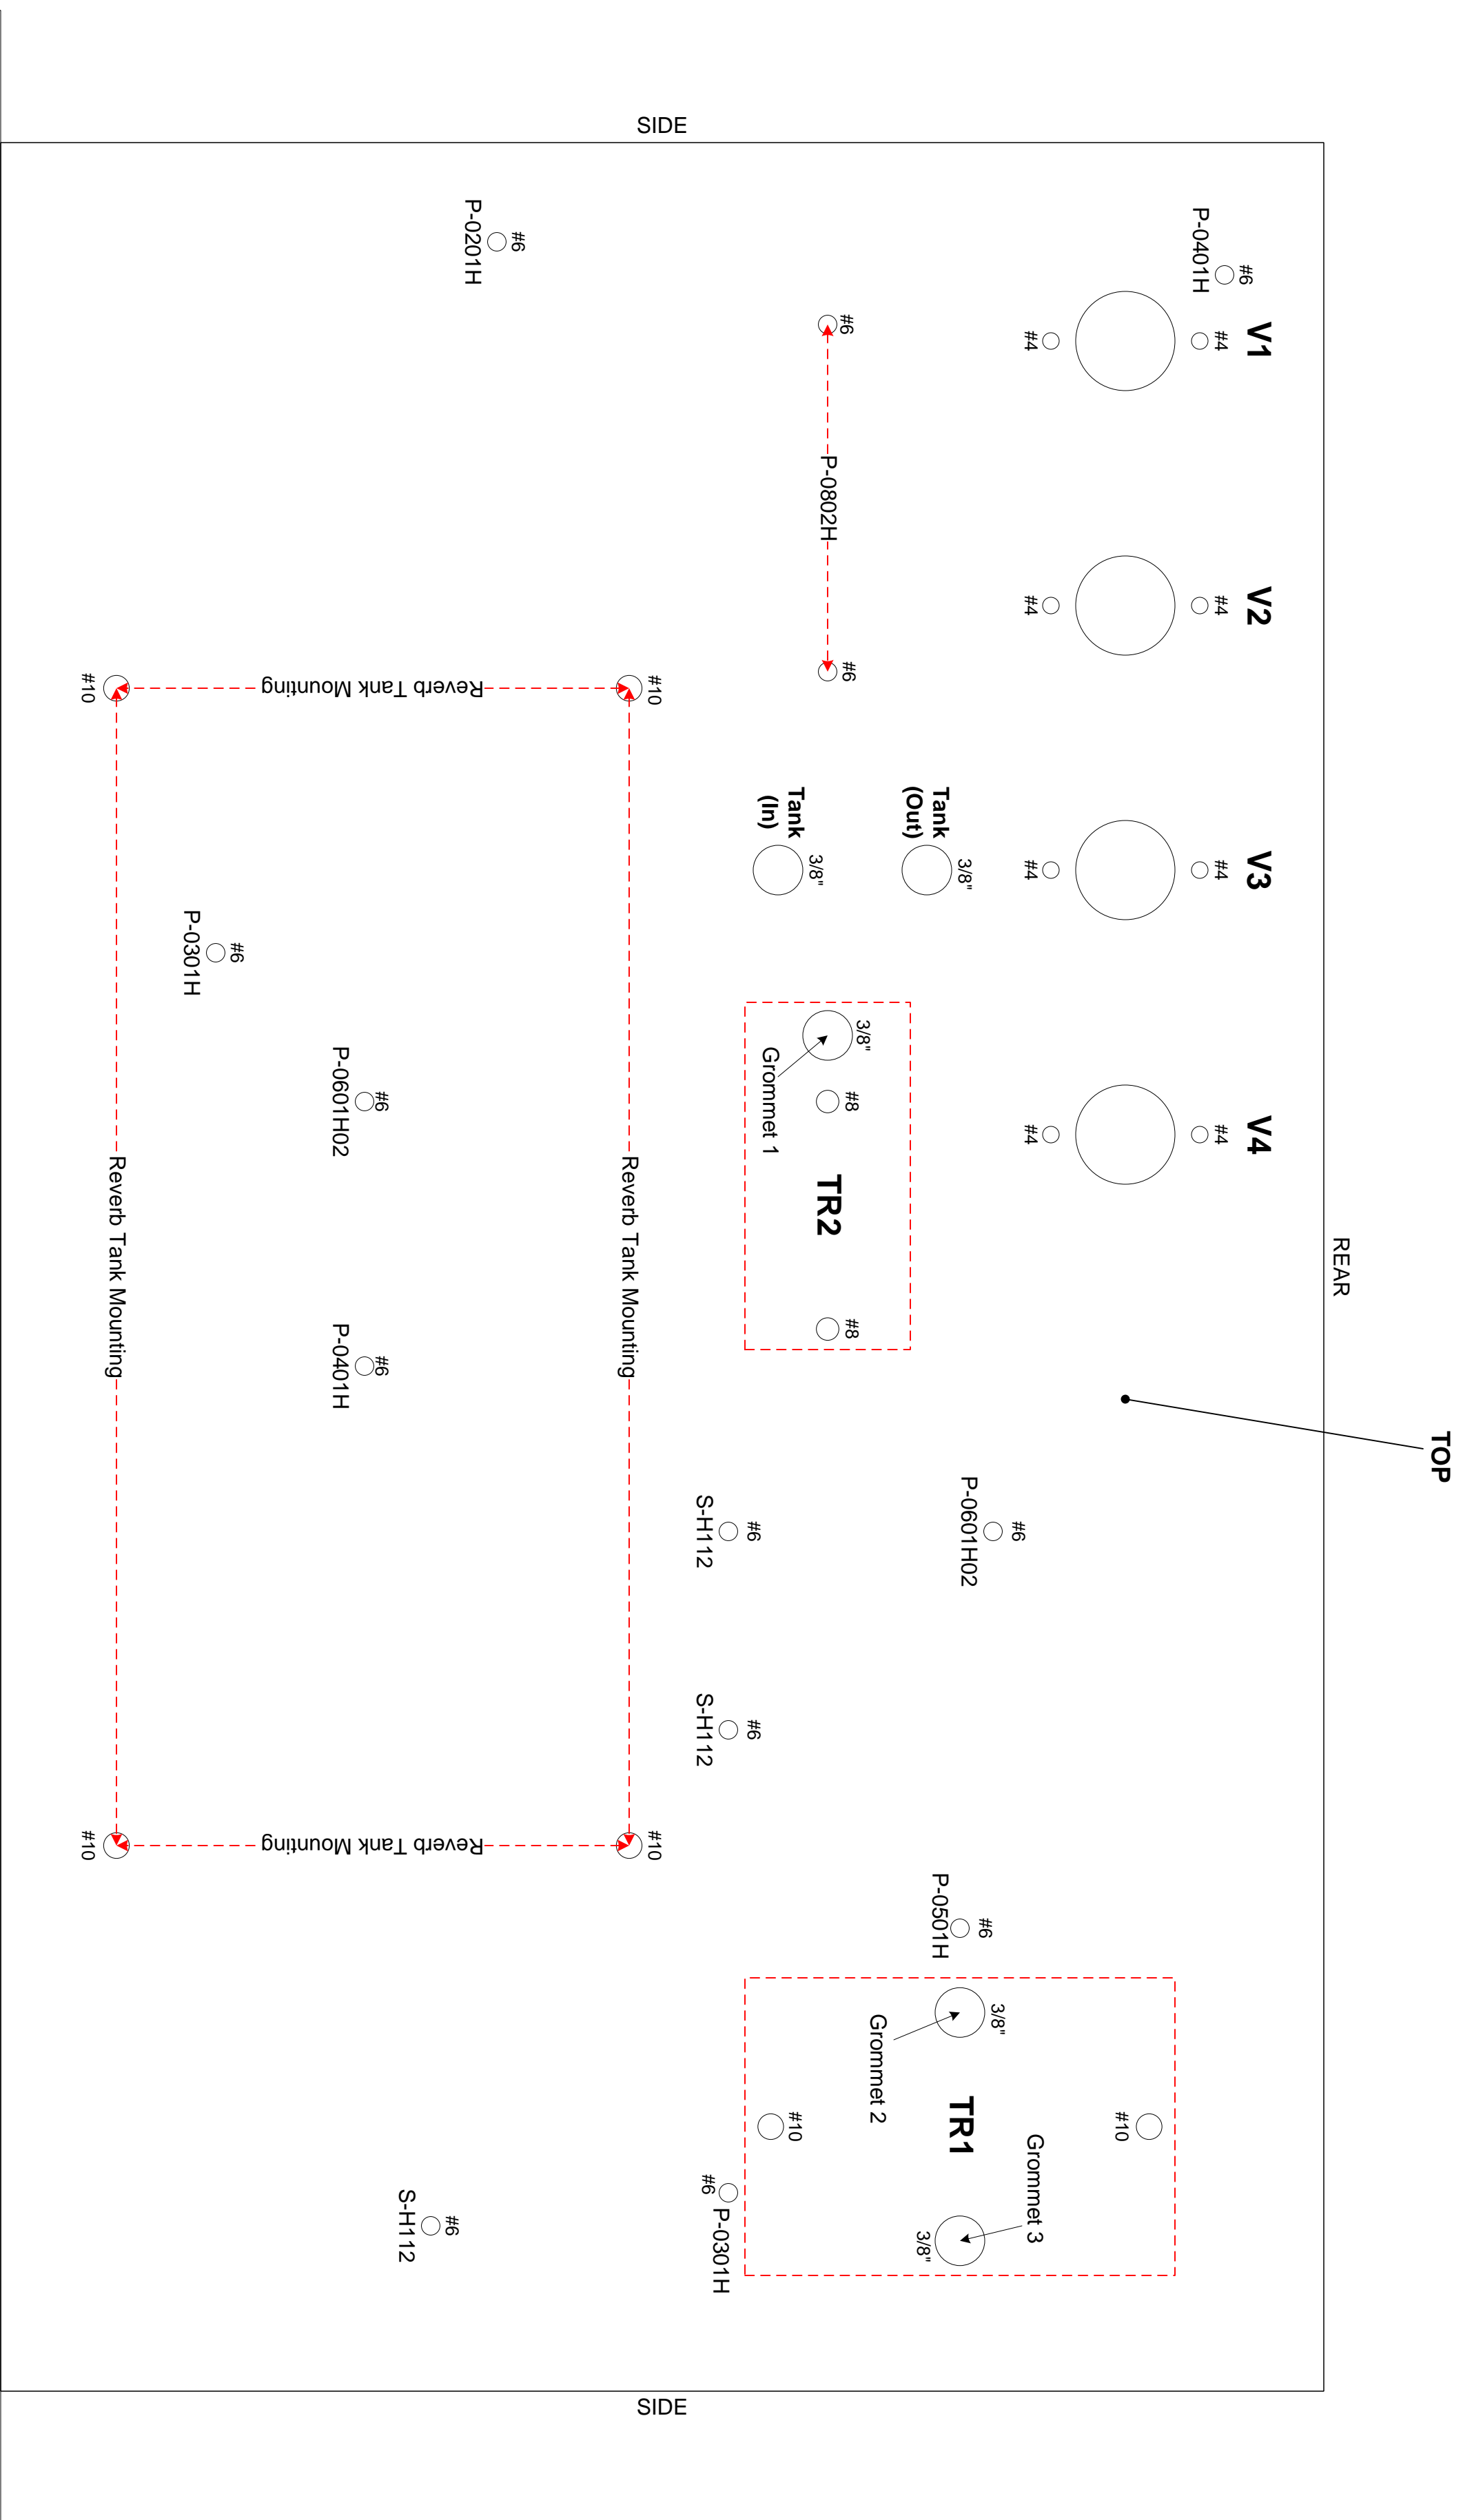 TOP
REAR
SIDE
SIDE
V1
V2
V3
V4
#6
P-0401H
#4
#4
#4
#4
#4
#4
#4
#4
#10
Grommet 3
#6
P-0601H02
3/8"
Tank
(Out)
3/8"
#6
P-0501H
TR1
3/8"
Grommet 2
3/8"
#8
#8
#6
#6
P-0802H
TR2
3/8"
Tank
(In)
Grommet 1
#10
#6
S-H112
#6
S-H112
#6
P-0301H
#10
#10
Reverb Tank Mounting
#6
P-0201H
#6
S-H112
Reverb Tank Mounting
Reverb Tank Mounting
#6
P-0601H02
#6
P-0401H
#6
P-0301H
Reverb Tank Mounting
#10
#10